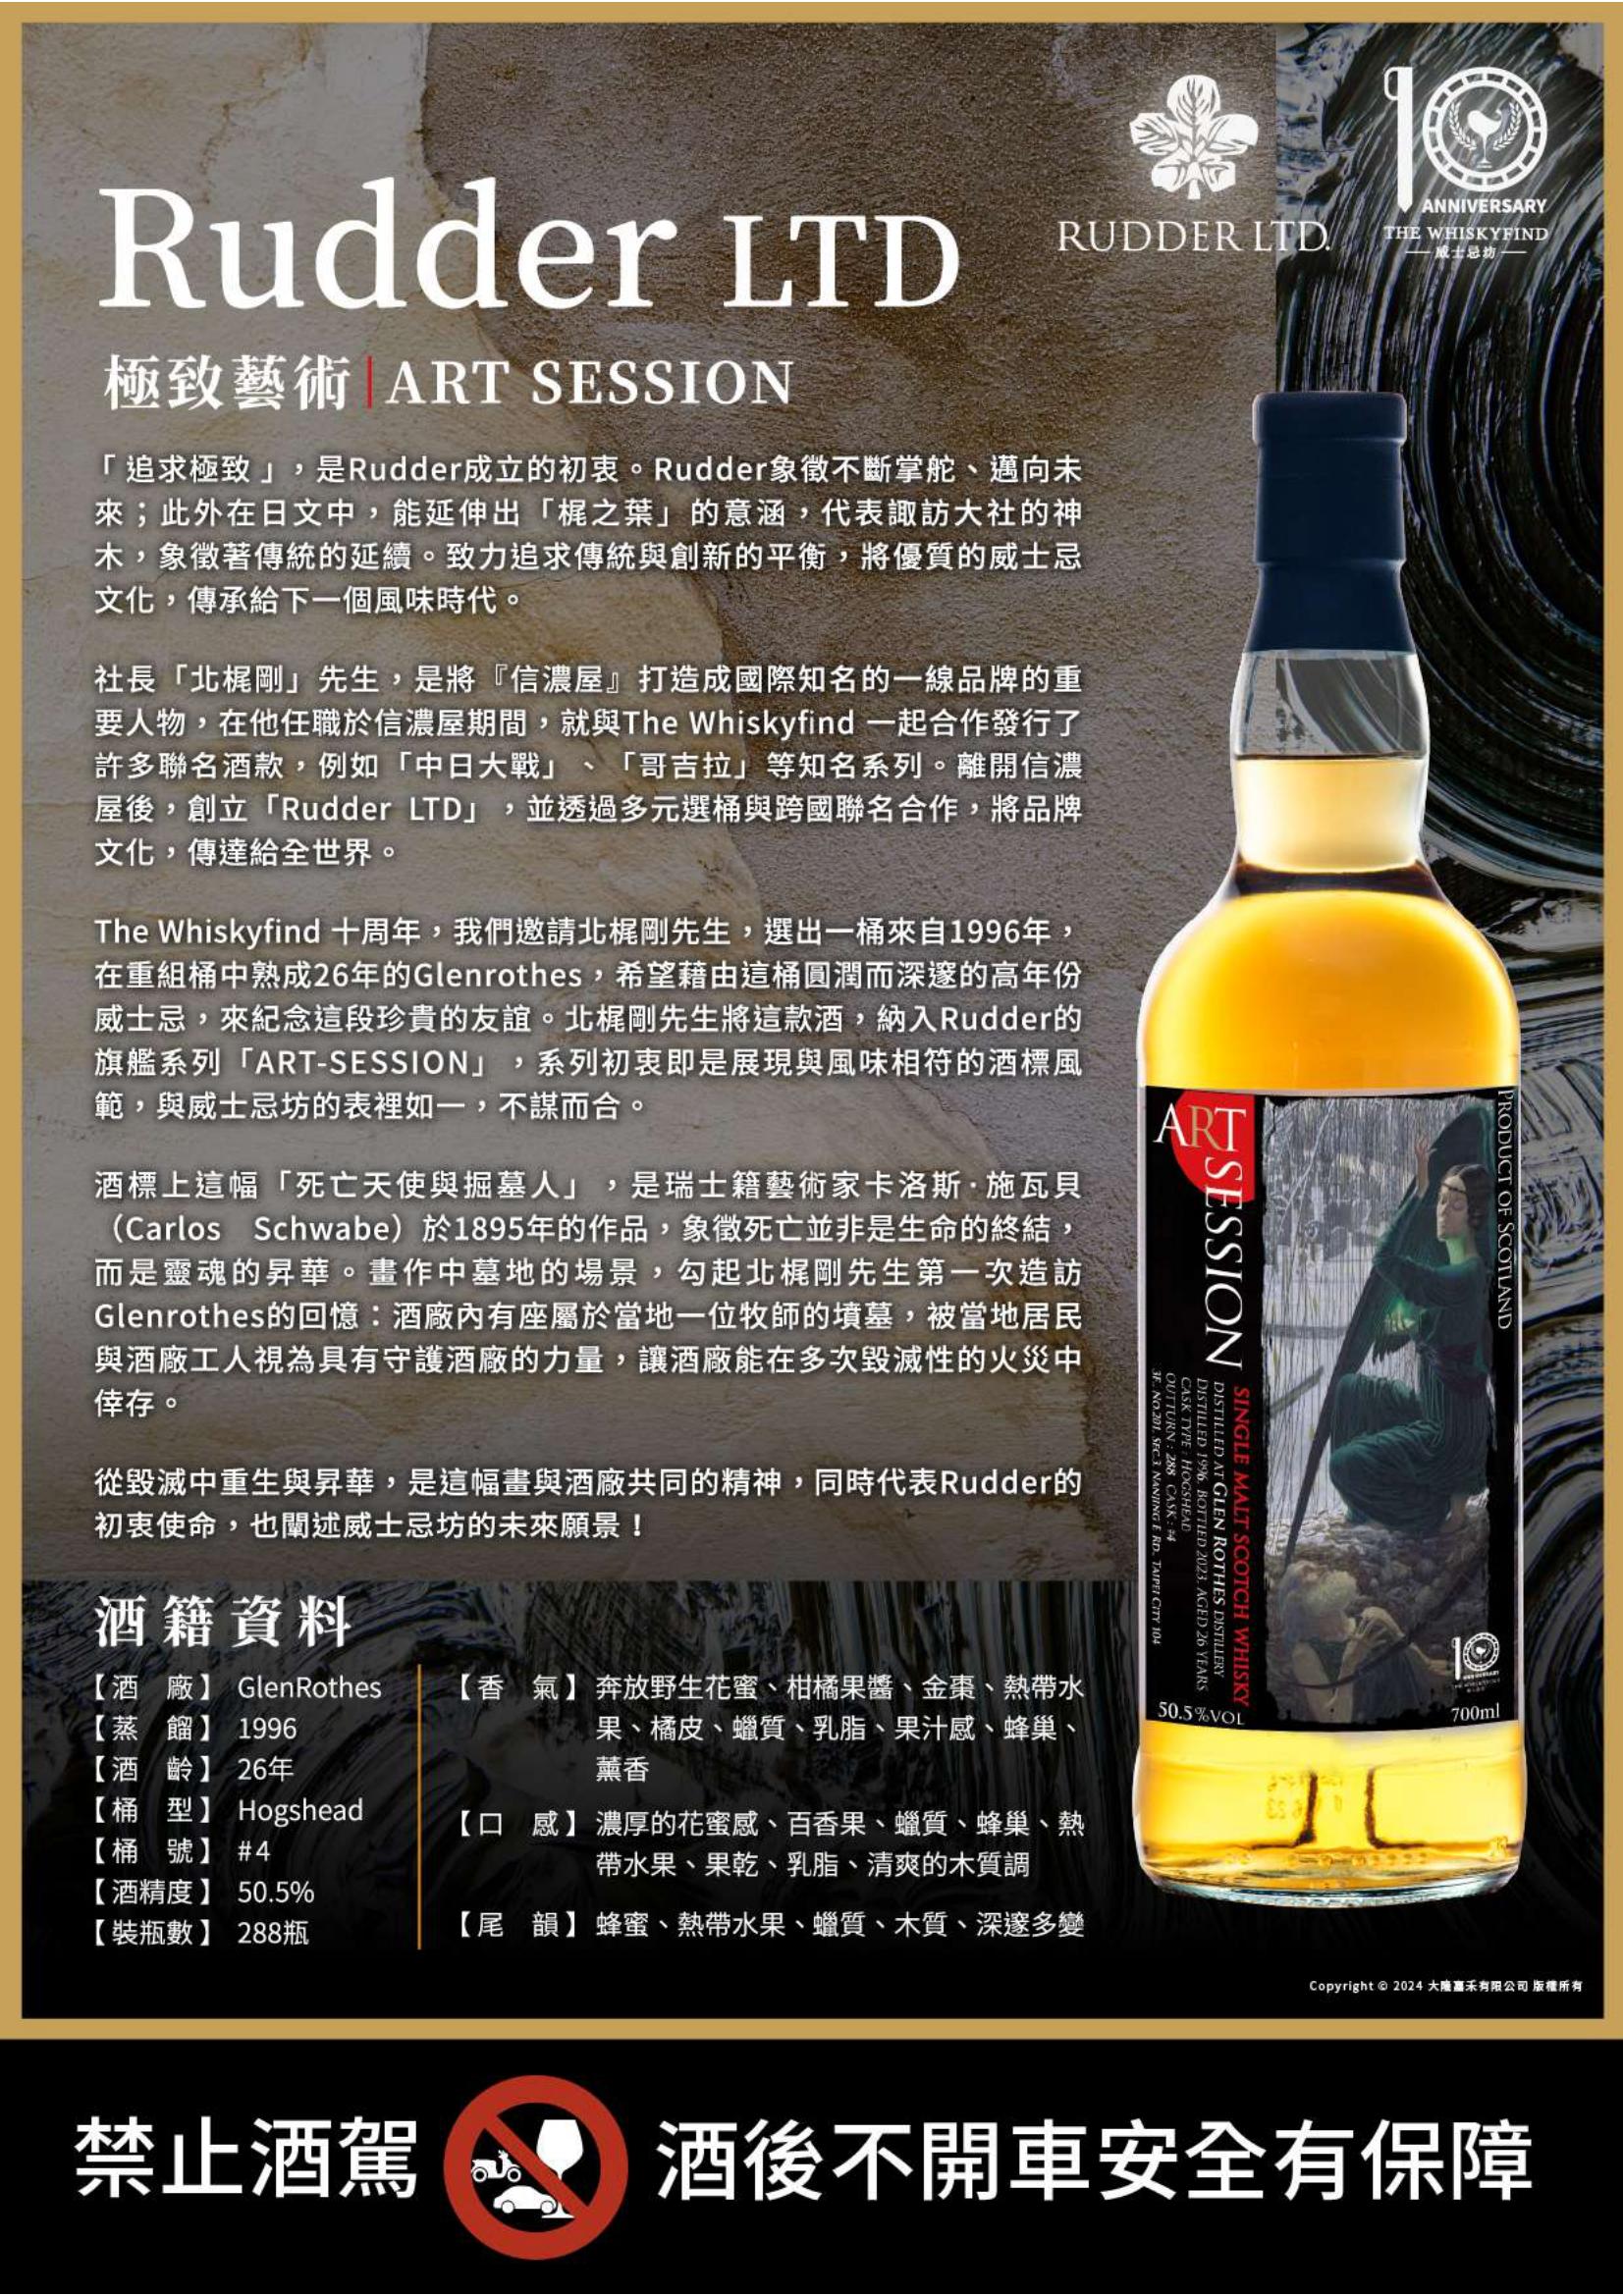 Rudder LTD
RUDDER LTD.
10
ANNIVERSARY
THE WHISKYFIND
威士忌坊
極致藝術|ART SESSION
「追求極致」，是Rudder成立的初衷。Rudder象徵不斷掌舵、邁向未
來；此外在日文中，能延伸出「梶之葉」的意涵，代表諏訪大社的神
木，象徵著傳統的延續。致力追求傳統與創新的平衡，將優質的威士忌
文化，傳承給下一個風味時代。
社長「北梶剛」先生，是將『信濃屋』打造成國際知名的一線品牌的重
要人物，在他任職於信濃屋期間，就與The Whiskyfind 一起合作發行了
許多聯名酒款，例如「中日大戰」、「哥吉拉」等知名系列。離開信濃
屋後，創立「Rudder LTD」，並透過多元選桶與跨國聯名合作，將品牌
文化，傳達給全世界。
The Whiskyfind 十周年，我們邀請北梶剛先生，選出一桶來自1996年，
在重組桶中熟成26年的Glenrothes，希望藉由這桶圓潤而深邃的高年份
威士忌，來紀念這段珍貴的友誼。北梶剛先生將這款酒，納入Rudder的
旗艦系列「ART-SESSION」，系列初衷即是展現與風味相符的酒標風
範，與威士忌坊的表裡如一，不謀而合。
酒標上這幅「死亡天使與掘墓人」，是瑞士籍藝術家卡洛斯·施瓦貝
（Carlos Schwabe）於1895年的作品，象徵死亡並非是生命的終結，
而是靈魂的昇華。畫作中墓地的場景，勾起北梶剛先生第一次造訪
Glenrothes的回憶：酒廠內有座屬於當地一位牧師的墳墓，被當地居民
與酒廠工人視為具有守護酒廠的力量，讓酒廠能在多次毀滅性的火災中
倖存。
從毀滅中重生與昇華，是這幅畫與酒廠共同的精神，同時代表Rudder的
初衷使命，也闡述威士忌坊的未來願景！
ART SESSION
PRODUCT OF SCOTLAND
SINGLE MALT SCOTCH WHISKY
DISTILLED AT GLEN ROTHES DISTILLERY
DISTILLED 1996 BOTTLED 2023 AGED 26 YEARS
CASK TYPE : HOGSHEAD
OUTTURN : 288 CASK : #4
3F., NO.201, SEC.3, NANJING E RD., TAIPEI CITY 104
50.5%VOL
10
700ml
酒籍資料
【酒 廠】 GlenRothes
【蒸 餾】 1996
【酒 齡】 26年
【桶 型】 Hogshead
【桶 號】 #4
【酒精度】 50.5%
【裝瓶數】 288瓶
【香 氣】 奔放野生花蜜、柑橘果醬、金棗、熱帶水
果、橘皮、蠟質、乳脂、果汁感、蜂巢、
薰香
【口 感】 濃厚的花蜜感、百香果、蠟質、蜂巢、熱
帶水果、果乾、乳脂、清爽的木質調
【尾 韻】 蜂蜜、熱帶水果、蠟質、木質、深邃多變
Copyright © 2024 大隆嘉禾有限公司 版權所有
禁止酒駕 酒後不開車安全有保障